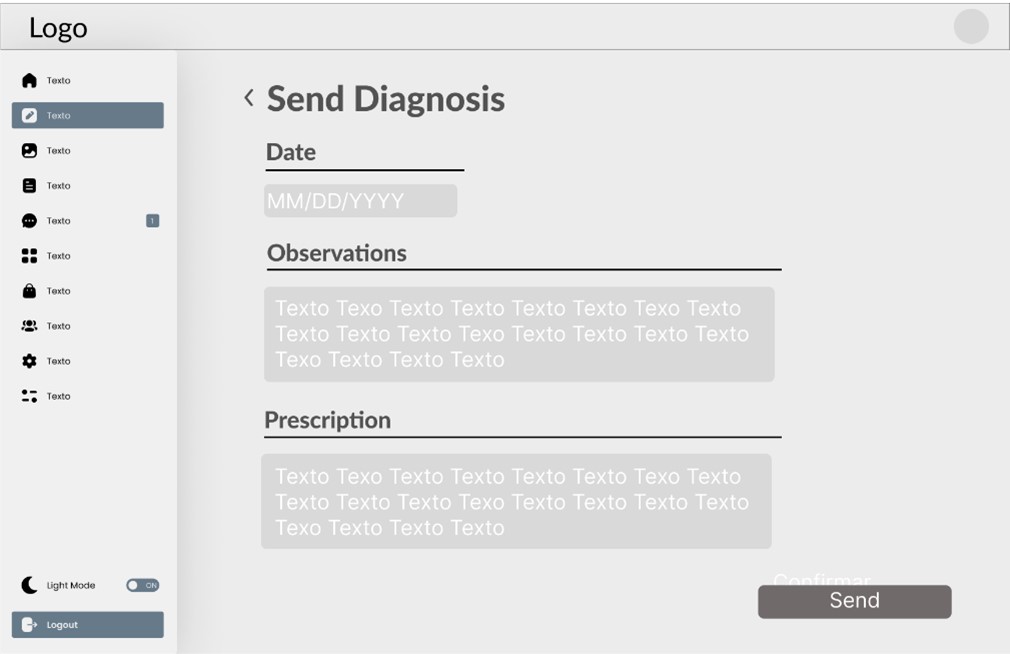 Logo
Texto
Texto
Texto
Texto
Texto 1
Texto
Texto
Texto
Texto
Texto
Light Mode ON
Logout
Send Diagnosis
Date
MM/DD/YYYY
Observations
Texto Texo Texto Texto Texto Texto Texo Texto
Texto Texto Texto Texo Texto Texto Texto Texto
Texo Texto Texto Texto
Prescription
Texto Texo Texto Texto Texto Texto Texo Texto
Texto Texto Texto Texo Texto Texto Texto Texto
Texo Texto Texto Texto
Confirmar
Send